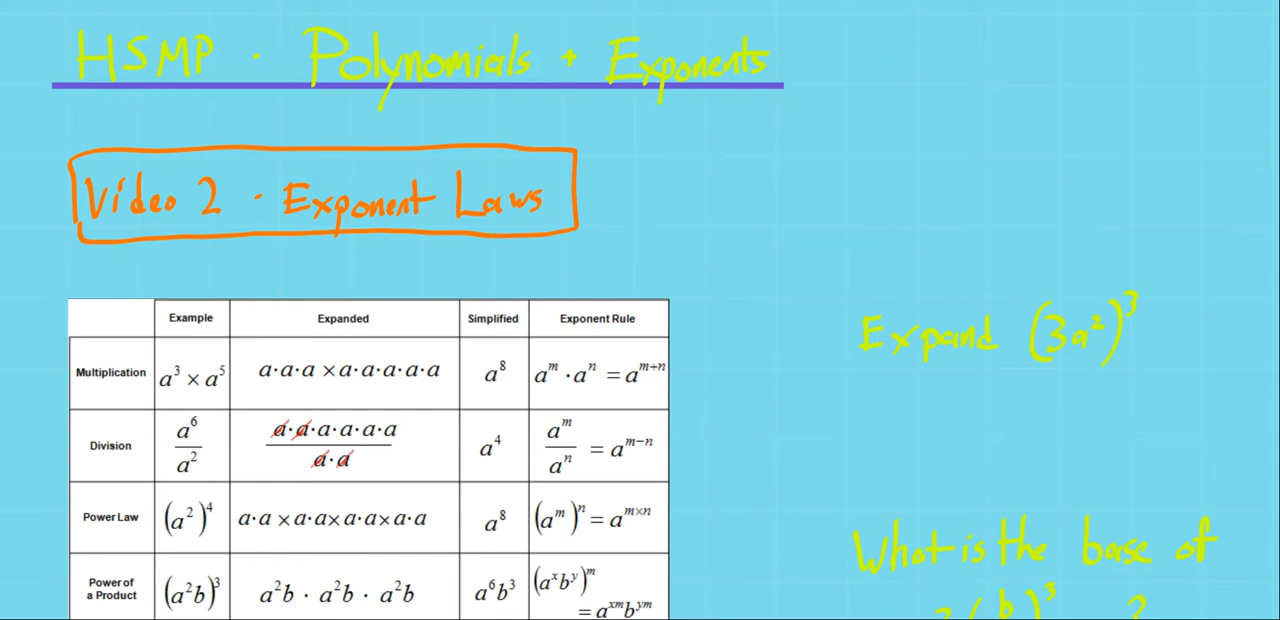 HSMP · Polynomials + Exponents
Video 2 · Exponent Laws
Example Expanded Simplified Exponent Rule
Multiplication a³ × a⁵ a·a·a ×a·a·a·a·a a⁸ aᵐ · aⁿ = aᵐ⁺ⁿ
Division a⁶/a² a·a·a·a·a·a/a·a a⁴ aᵐ/aⁿ = aᵐ⁻ⁿ
Power Law (a²)⁴ a·a ×a·a×a·a×a·a a⁸ (aᵐ)ⁿ = aᵐˣⁿ
Power of
a Product (a²b)³ a²b · a²b · a²b a⁶b³ (aˣbʸ)ᵐ
= aˣᵐbʸᵐ
Expand (3a²)³
What is the base of